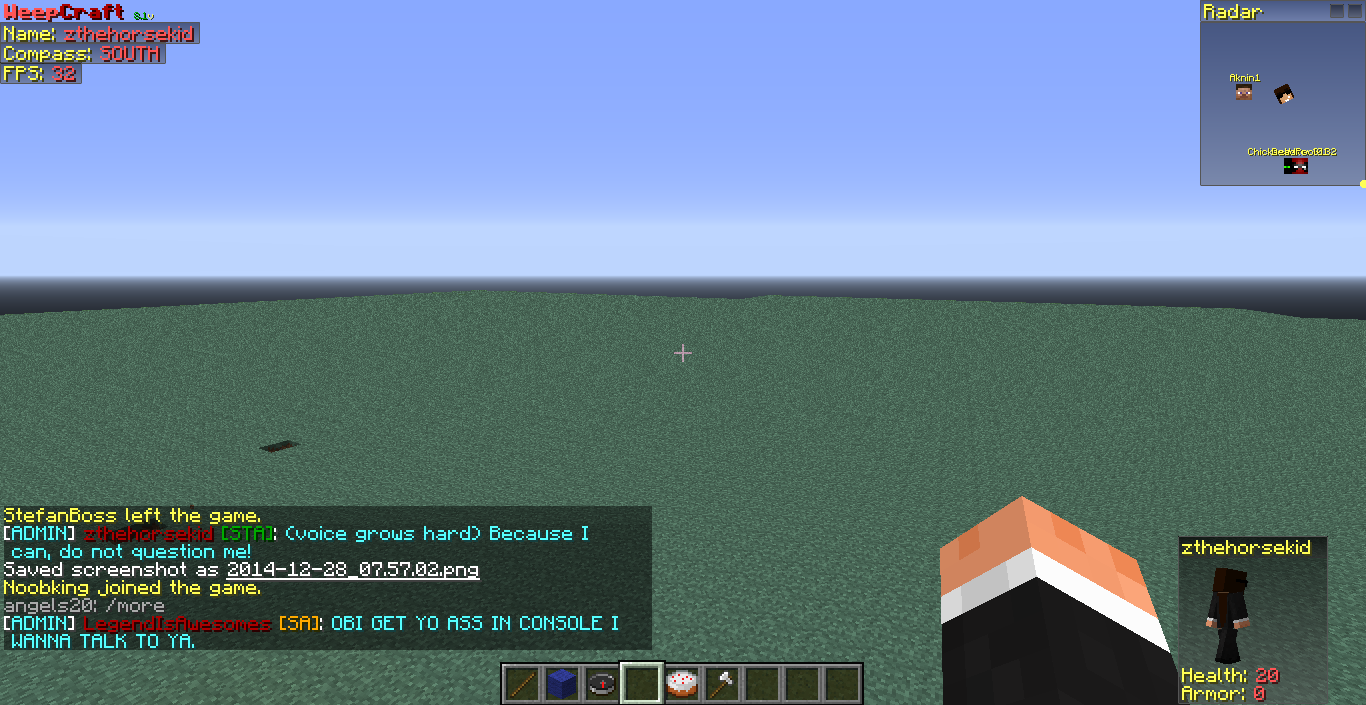 WeepCraft 8.1v
Name: zthehorsekid
Compass: SOUTH
FPS: 32
Radar
Aknin1
StefanBoss left the game.
[ADMIN] zthehorsekid [STA]: (voice grows hard) Because I
can, do not question me!
Saved screenshot as 2014-12-28_07.57.02.png
Noobking joined the game.
angels20: /more
[ADMIN] LegendIsAwesomes [SA]: OBI GET YO ASS IN CONSOLE I
WANNA TALK TO YA.
zthehorsekid
Health: 20
Armor: 0